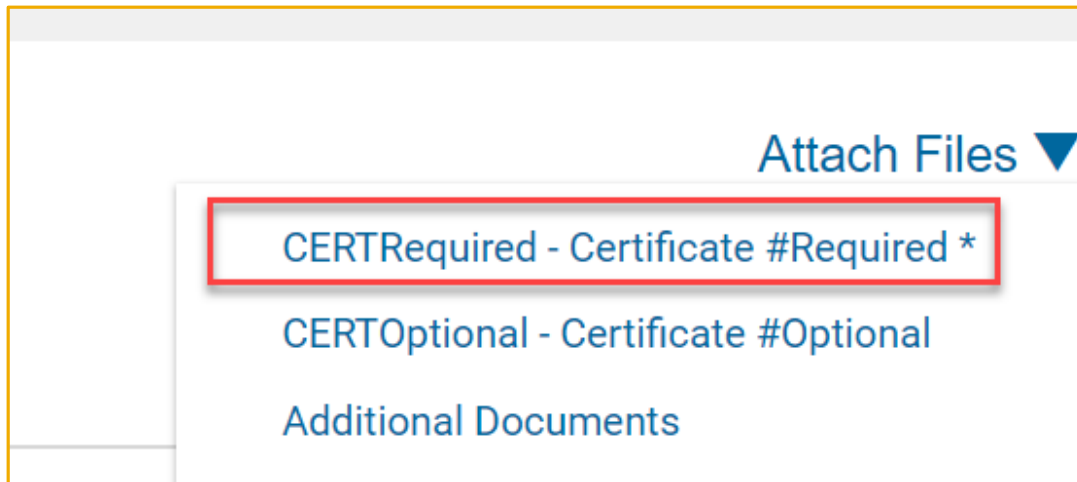 Attach Files ▼
CERTRequired - Certificate #Required *
CERTOptional - Certificate #Optional
Additional Documents